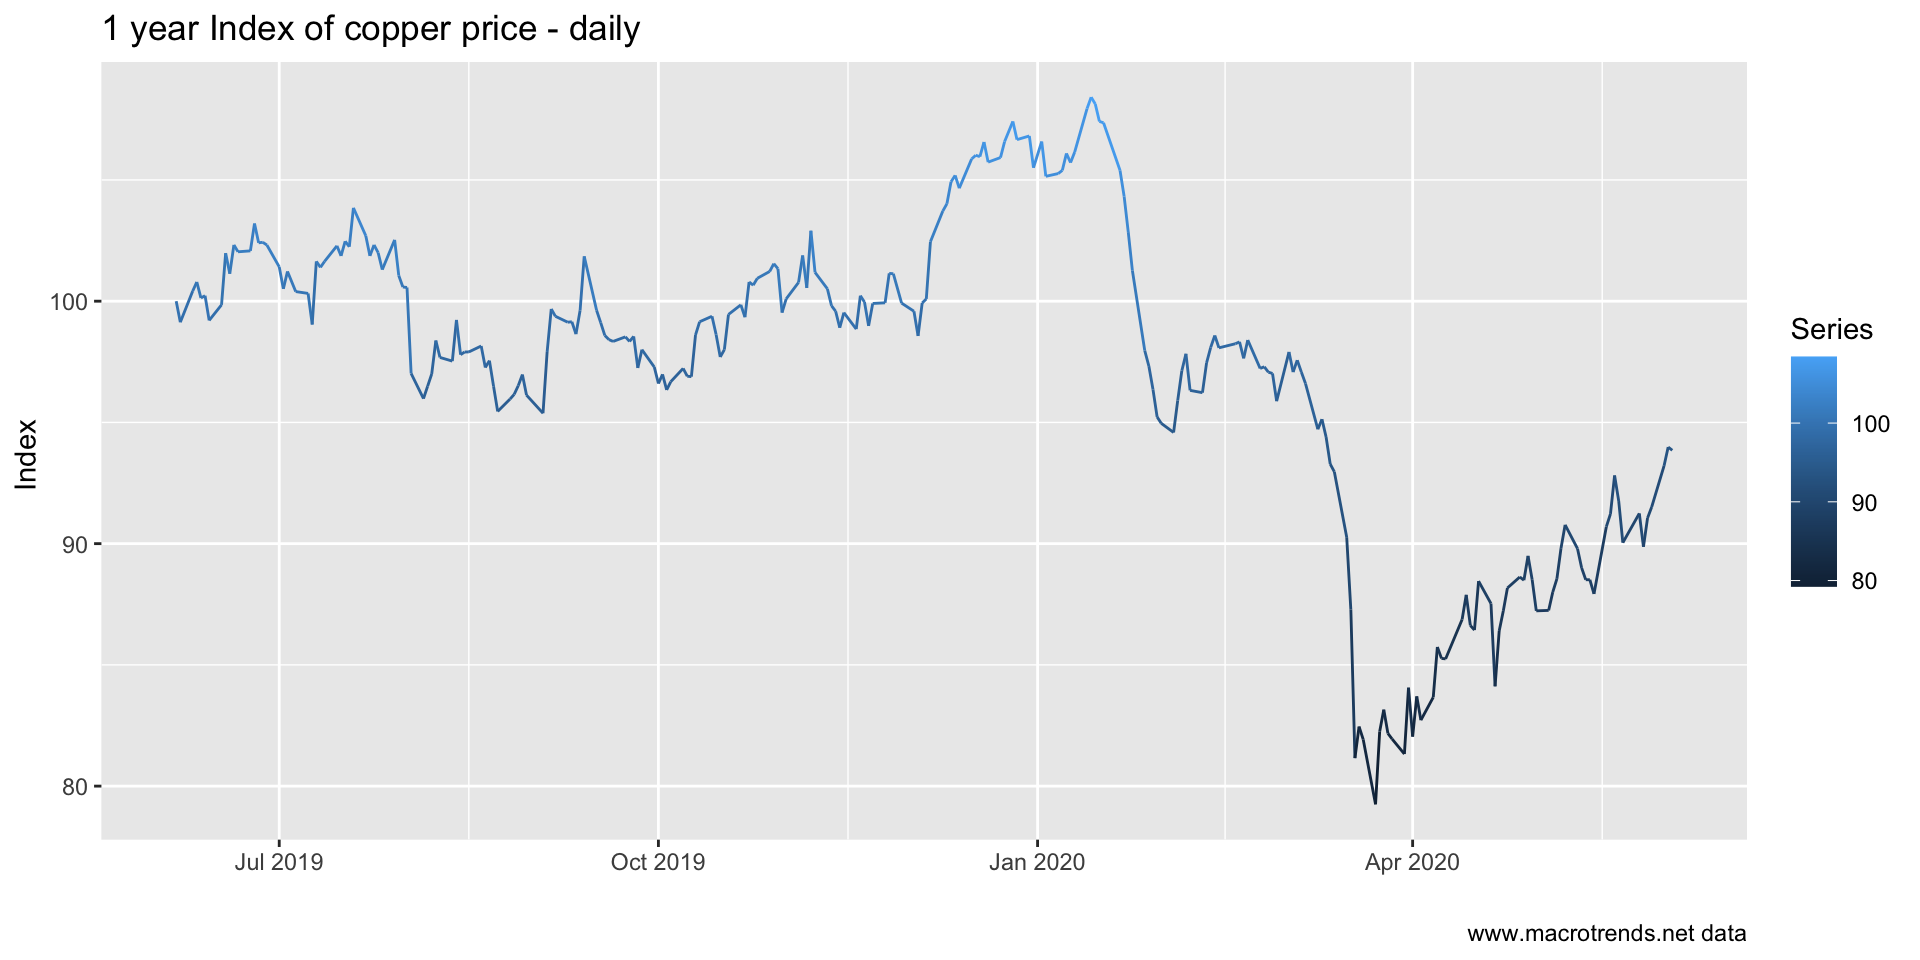 1 year Index of copper price - daily
Index
100
90
80
Jul 2019
Oct 2019
Jan 2020
Apr 2020
Series
100
90
80
www.macrotrends.net data